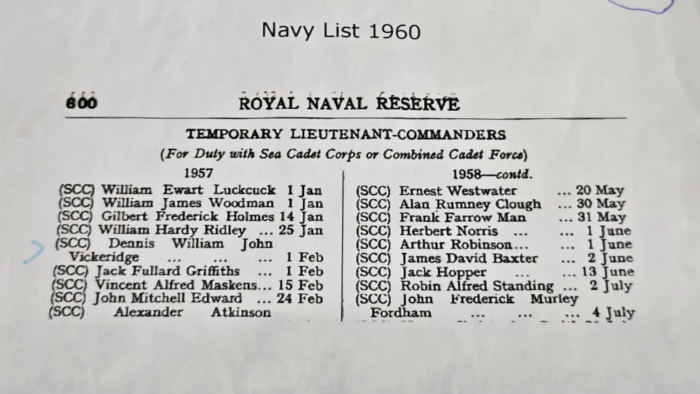 Navy List 1960
600 ROYAL NAVAL RESERVE
TEMPORARY LIEUTENANT-COMMANDERS
(For Duty with Sea Cadet Corps or Combined Cadet Force)
1957
(SCC) William Ewart Luckcuck 1 Jan
(SCC) William James Woodman 1 Jan
(SCC) Gilbert Frederick Holmes 14 Jan
(SCC) William Hardy Ridley ... 25 Jan
(SCC) Dennis William John
Vickeridge ... ... ... 1 Feb
(SCC) Jack Fullard Griffiths ... 1 Feb
(SCC) Vincent Alfred Maskens... 15 Feb
(SCC) John Mitchell Edward ... 24 Feb
(SCC) Alexander Atkinson
1958—contd.
(SCC) Ernest Westwater ... 20 May
(SCC) Alan Rumney Clough ... 30 May
(SCC) Frank Farrow Man ... 31 May
(SCC) Herbert Norris ... ... 1 June
(SCC) Arthur Robinson... ... 1 June
(SCC) James David Baxter ... 2 June
(SCC) Jack Hopper ... ... 13 June
(SCC) Robin Alfred Standing ... 2 July
(SCC) John Frederick Murley
Fordham ... ... ... 4 July